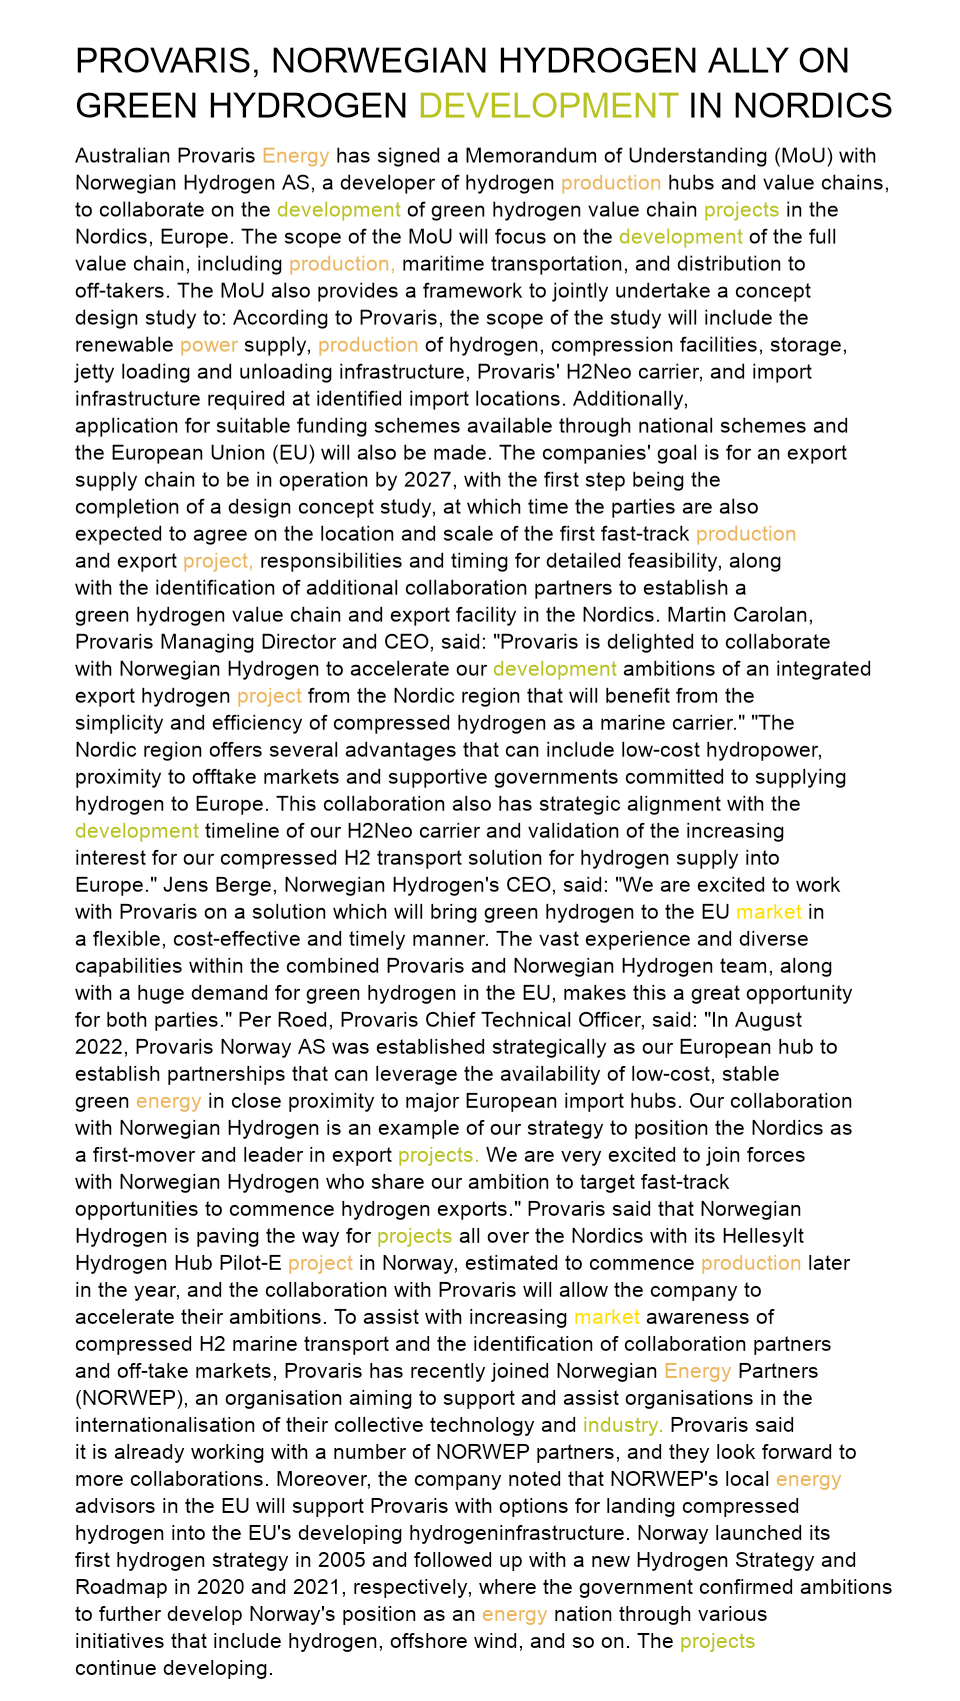 PROVARIS, NORWEGIAN HYDROGEN ALLY ON
GREEN HYDROGEN DEVELOPMENT IN NORDICS
Australian Provaris Energy has signed a Memorandum of Understanding (MoU) with
Norwegian Hydrogen AS, a developer of hydrogen production hubs and value chains,
to collaborate on the development of green hydrogen value chain projects in the
Nordics, Europe. The scope of the MoU will focus on the development of the full
value chain, including production, maritime transportation, and distribution to
off-takers. The MoU also provides a framework to jointly undertake a concept
design study to: According to Provaris, the scope of the study will include the
renewable power supply, production of hydrogen, compression facilities, storage,
jetty loading and unloading infrastructure, Provaris' H2Neo carrier, and import
infrastructure required at identified import locations. Additionally,
application for suitable funding schemes available through national schemes and
the European Union (EU) will also be made. The companies' goal is for an export
supply chain to be in operation by 2027, with the first step being the
completion of a design concept study, at which time the parties are also
expected to agree on the location and scale of the first fast-track production
and export project, responsibilities and timing for detailed feasibility, along
with the identification of additional collaboration partners to establish a
green hydrogen value chain and export facility in the Nordics. Martin Carolan,
Provaris Managing Director and CEO, said: "Provaris is delighted to collaborate
with Norwegian Hydrogen to accelerate our development ambitions of an integrated
export hydrogen project from the Nordic region that will benefit from the
simplicity and efficiency of compressed hydrogen as a marine carrier." "The
Nordic region offers several advantages that can include low-cost hydropower,
proximity to offtake markets and supportive governments committed to supplying
hydrogen to Europe. This collaboration also has strategic alignment with the
development timeline of our H2Neo carrier and validation of the increasing
interest for our compressed H2 transport solution for hydrogen supply into
Europe." Jens Berge, Norwegian Hydrogen's CEO, said: "We are excited to work
with Provaris on a solution which will bring green hydrogen to the EU market in
a flexible, cost-effective and timely manner. The vast experience and diverse
capabilities within the combined Provaris and Norwegian Hydrogen team, along
with a huge demand for green hydrogen in the EU, makes this a great opportunity
for both parties." Per Roed, Provaris Chief Technical Officer, said: "In August
2022, Provaris Norway AS was established strategically as our European hub to
establish partnerships that can leverage the availability of low-cost, stable
green energy in close proximity to major European import hubs. Our collaboration
with Norwegian Hydrogen is an example of our strategy to position the Nordics as
a first-mover and leader in export projects. We are very excited to join forces
with Norwegian Hydrogen who share our ambition to target fast-track
opportunities to commence hydrogen exports." Provaris said that Norwegian
Hydrogen is paving the way for projects all over the Nordics with its Hellesylt
Hydrogen Hub Pilot-E project in Norway, estimated to commence production later
in the year, and the collaboration with Provaris will allow the company to
accelerate their ambitions. To assist with increasing market awareness of
compressed H2 marine transport and the identification of collaboration partners
and off-take markets, Provaris has recently joined Norwegian Energy Partners
(NORWEP), an organisation aiming to support and assist organisations in the
internationalisation of their collective technology and industry. Provaris said
it is already working with a number of NORWEP partners, and they look forward to
more collaborations. Moreover, the company noted that NORWEP's local energy
advisors in the EU will support Provaris with options for landing compressed
hydrogen into the EU's developing hydrogeninfrastructure. Norway launched its
first hydrogen strategy in 2005 and followed up with a new Hydrogen Strategy and
Roadmap in 2020 and 2021, respectively, where the government confirmed ambitions
to further develop Norway's position as an energy nation through various
initiatives that include hydrogen, offshore wind, and so on. The projects
continue developing.